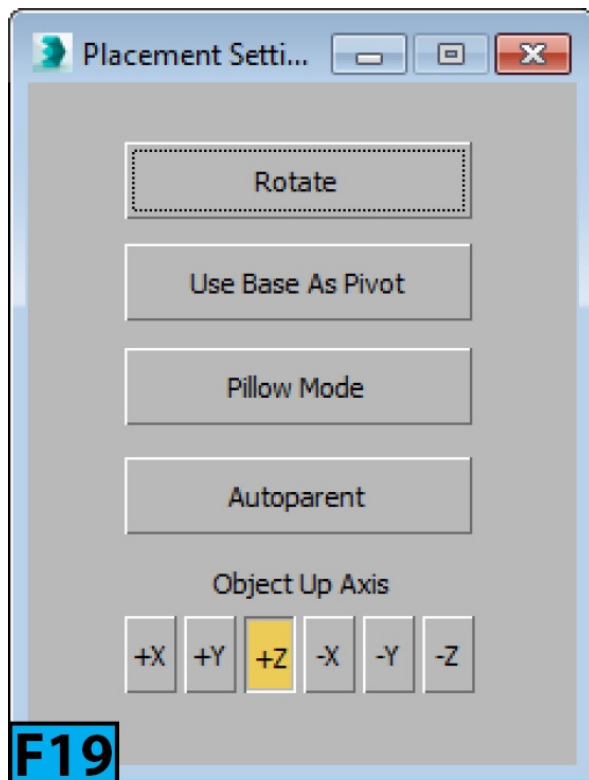 Placement Setti...
Rotate
Use Base As Pivot
Pillow Mode
Autoparent
Object Up Axis
+X +Y +Z -X -Y -Z
F19